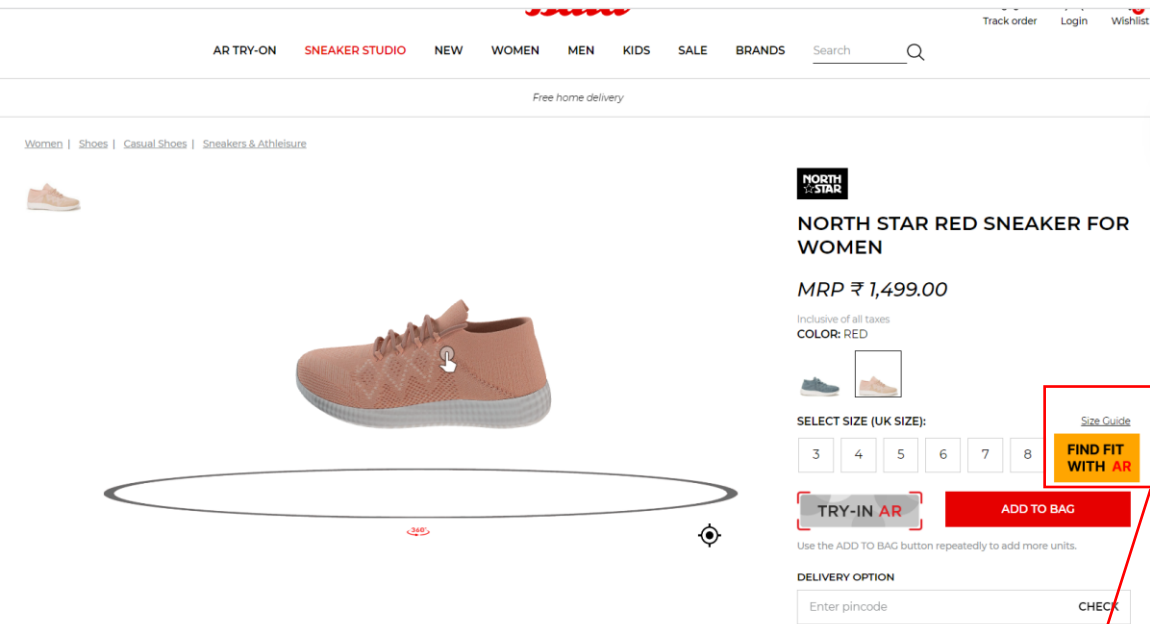 Track order Login Wishlist
AR TRY-ON SNEAKER STUDIO NEW WOMEN MEN KIDS SALE BRANDS Search
Free home delivery
Women | Shoes | Casual Shoes | Sneakers & Athleisure
NORTH
STAR
NORTH STAR RED SNEAKER FOR
WOMEN
MRP ₹ 1,499.00
Inclusive of all taxes
COLOR: RED
SELECT SIZE (UK SIZE): Size Guide
3 4 5 6 7 8
FIND FIT
WITH AR
TRY-IN AR
ADD TO BAG
360°
Use the ADD TO BAG button repeatedly to add more units.
DELIVERY OPTION
Enter pincode CHECK